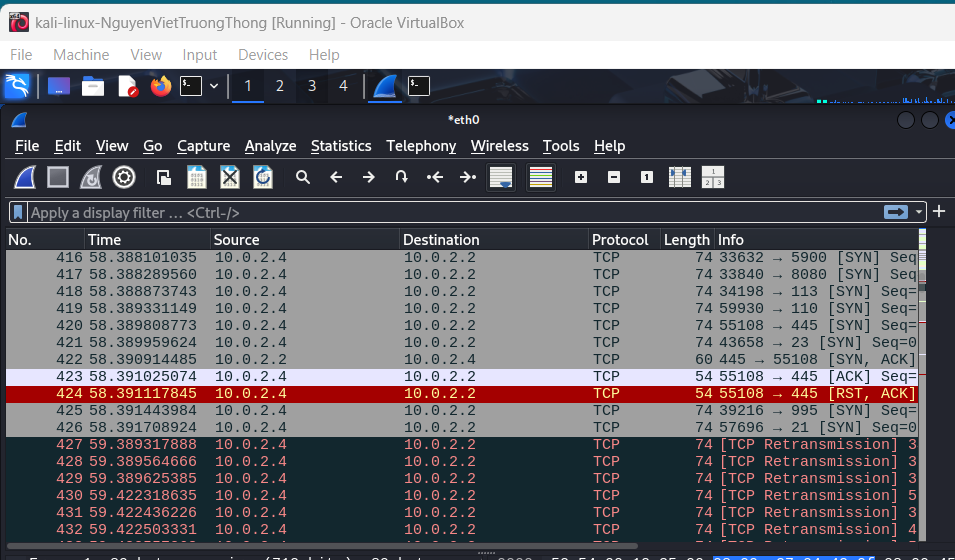 kali-linux-NguyenVietTruongThong [Running] - Oracle VirtualBox
File Machine View Input Devices Help
1 2 3 4
*eth0
File Edit View Go Capture Analyze Statistics Telephony Wireless Tools Help
Apply a display filter … <Ctrl-/>
No. Time Source Destination Protocol Length Info
416 58.388101035 10.0.2.4 10.0.2.2 TCP 74 33632 → 5900 [SYN] Seq
417 58.388289560 10.0.2.4 10.0.2.2 TCP 74 33840 → 8080 [SYN] Seq
418 58.388873743 10.0.2.4 10.0.2.2 TCP 74 34198 → 113 [SYN] Seq=
419 58.389331149 10.0.2.4 10.0.2.2 TCP 74 59930 → 110 [SYN] Seq=
420 58.389808773 10.0.2.4 10.0.2.2 TCP 74 55108 → 445 [SYN] Seq=
421 58.389959624 10.0.2.4 10.0.2.2 TCP 74 43658 → 23 [SYN] Seq=0
422 58.390914485 10.0.2.2 10.0.2.4 TCP 60 445 → 55108 [SYN, ACK]
423 58.391025074 10.0.2.4 10.0.2.2 TCP 54 55108 → 445 [ACK] Seq=
424 58.391117845 10.0.2.4 10.0.2.2 TCP 54 55108 → 445 [RST, ACK]
425 58.391443984 10.0.2.4 10.0.2.2 TCP 74 39216 → 995 [SYN] Seq=
426 58.391708924 10.0.2.4 10.0.2.2 TCP 74 57696 → 21 [SYN] Seq=0
427 59.389317888 10.0.2.4 10.0.2.2 TCP 74 [TCP Retransmission] 3
428 59.389564666 10.0.2.4 10.0.2.2 TCP 74 [TCP Retransmission] 3
429 59.389625385 10.0.2.4 10.0.2.2 TCP 74 [TCP Retransmission] 3
430 59.422318635 10.0.2.4 10.0.2.2 TCP 74 [TCP Retransmission] 5
431 59.422436226 10.0.2.4 10.0.2.2 TCP 74 [TCP Retransmission] 3
432 59.422503331 10.0.2.4 10.0.2.2 TCP 74 [TCP Retransmission] 4